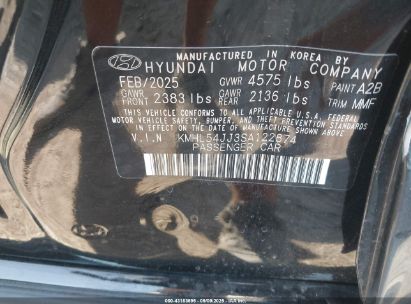 MANUFACTURED IN KOREA BY
HYUNDAI MOTOR COMPANY
FEB/2025 GVWR 4575 lbs PAINT A2B
GAWR FRONT 2383 lbs GAWR REAR 2136 lbs TRIM MMF
THIS VEHICLE CONFORMS TO ALL APPLICABLE U.S.A. FEDERAL
MOTOR VEHICLE SAFETY, BUMPER, AND THEFT PREVENTION
STANDARDS IN EFFECT ON THE DATE OF MANUFACTURE SHOWN ABOVE.
V.I.N KMHL54JJ3SA122674
PASSENGER CAR